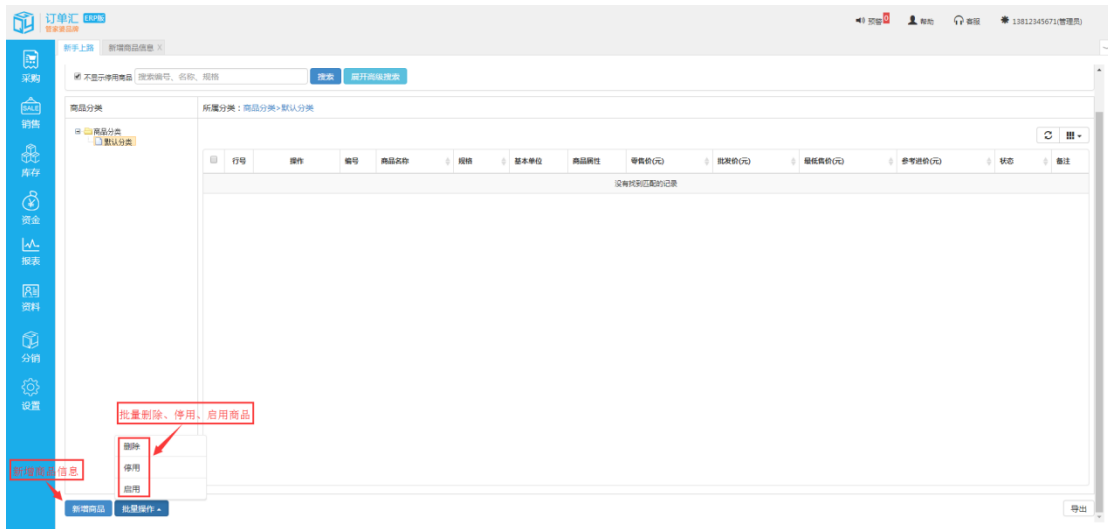 订单汇 ERP版
管家婆品牌
预警 0 帮助 客服 13812345671(管理员)
新手上路 新增商品信息 ×
采购
不显示停用商品 搜索编号、名称、规格 搜索 展开高级搜索
商品分类 所属分类：商品分类>默认分类
SALE
销售
商品分类
默认分类
行号 操作 编号 商品名称 规格 基本单位 商品属性 零售价(元) 批发价(元) 最低售价(元) 参考进价(元) 状态 备注
库存
没有找到匹配的记录
资金
报表
资料
分销
设置
批量删除、停用、启用商品
删除
新增商品信息
停用
启用
新增商品 批量操作 导出